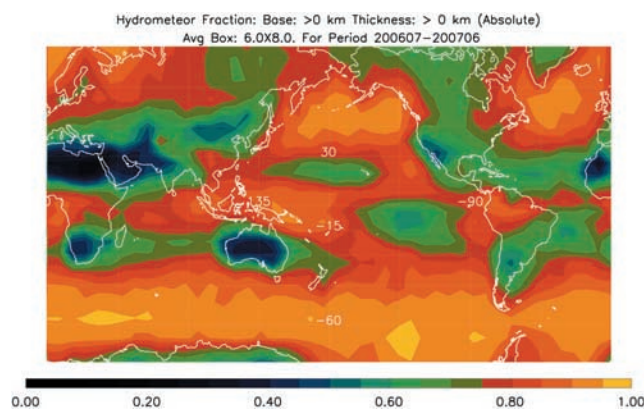 Hydrometeor Fraction: Base: >0 km Thickness: > 0 km (Absolute)
Avg Box: 6.0X8.0. For Period 200607-200706
30
135
-90
-15
-60
0.00 0.20 0.40 0.60 0.80 1.00